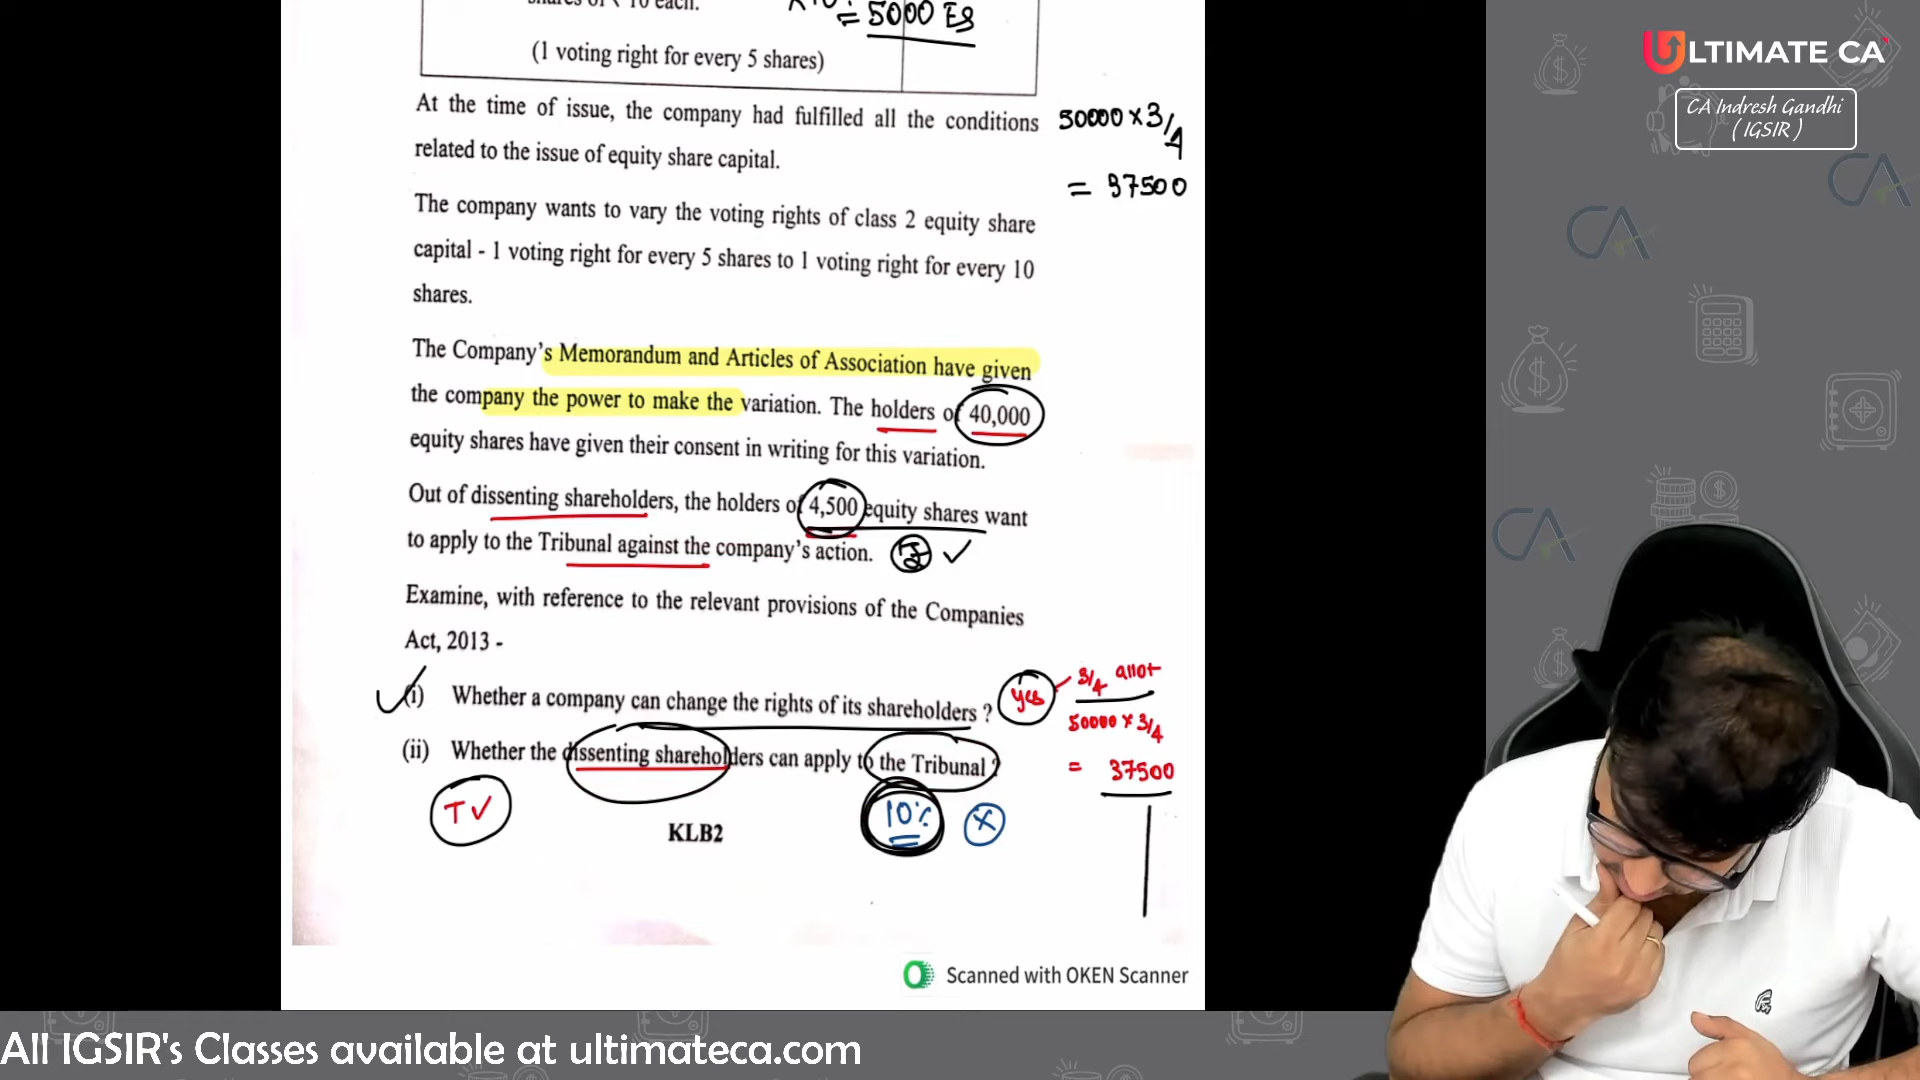 shares of ₹ 10 each.
= 5000 ES
(1 voting right for every 5 shares)
At the time of issue, the company had fulfilled all the conditions
related to the issue of equity share capital.
50000 × 3/4
= 37500
The company wants to vary the voting rights of class 2 equity share
capital - 1 voting right for every 5 shares to 1 voting right for every 10
shares.
The Company's Memorandum and Articles of Association have given
the company the power to make the variation. The holders of 40,000
equity shares have given their consent in writing for this variation.
Out of dissenting shareholders, the holders of 4,500 equity shares want
to apply to the Tribunal against the company's action.
Examine, with reference to the relevant provisions of the Companies
Act, 2013 -
(i) Whether a company can change the rights of its shareholders ?
yes
3/4 allot
50000 × 3/4
= 37500
(ii) Whether the dissenting shareholders can apply to the Tribunal ?
T ✓
10%
KLB2
Scanned with OKEN Scanner
ULTIMATE CA
CA Indresh Gandhi
( IGSIR )
CA
CA
CA
All IGSIR's Classes available at ultimateca.com